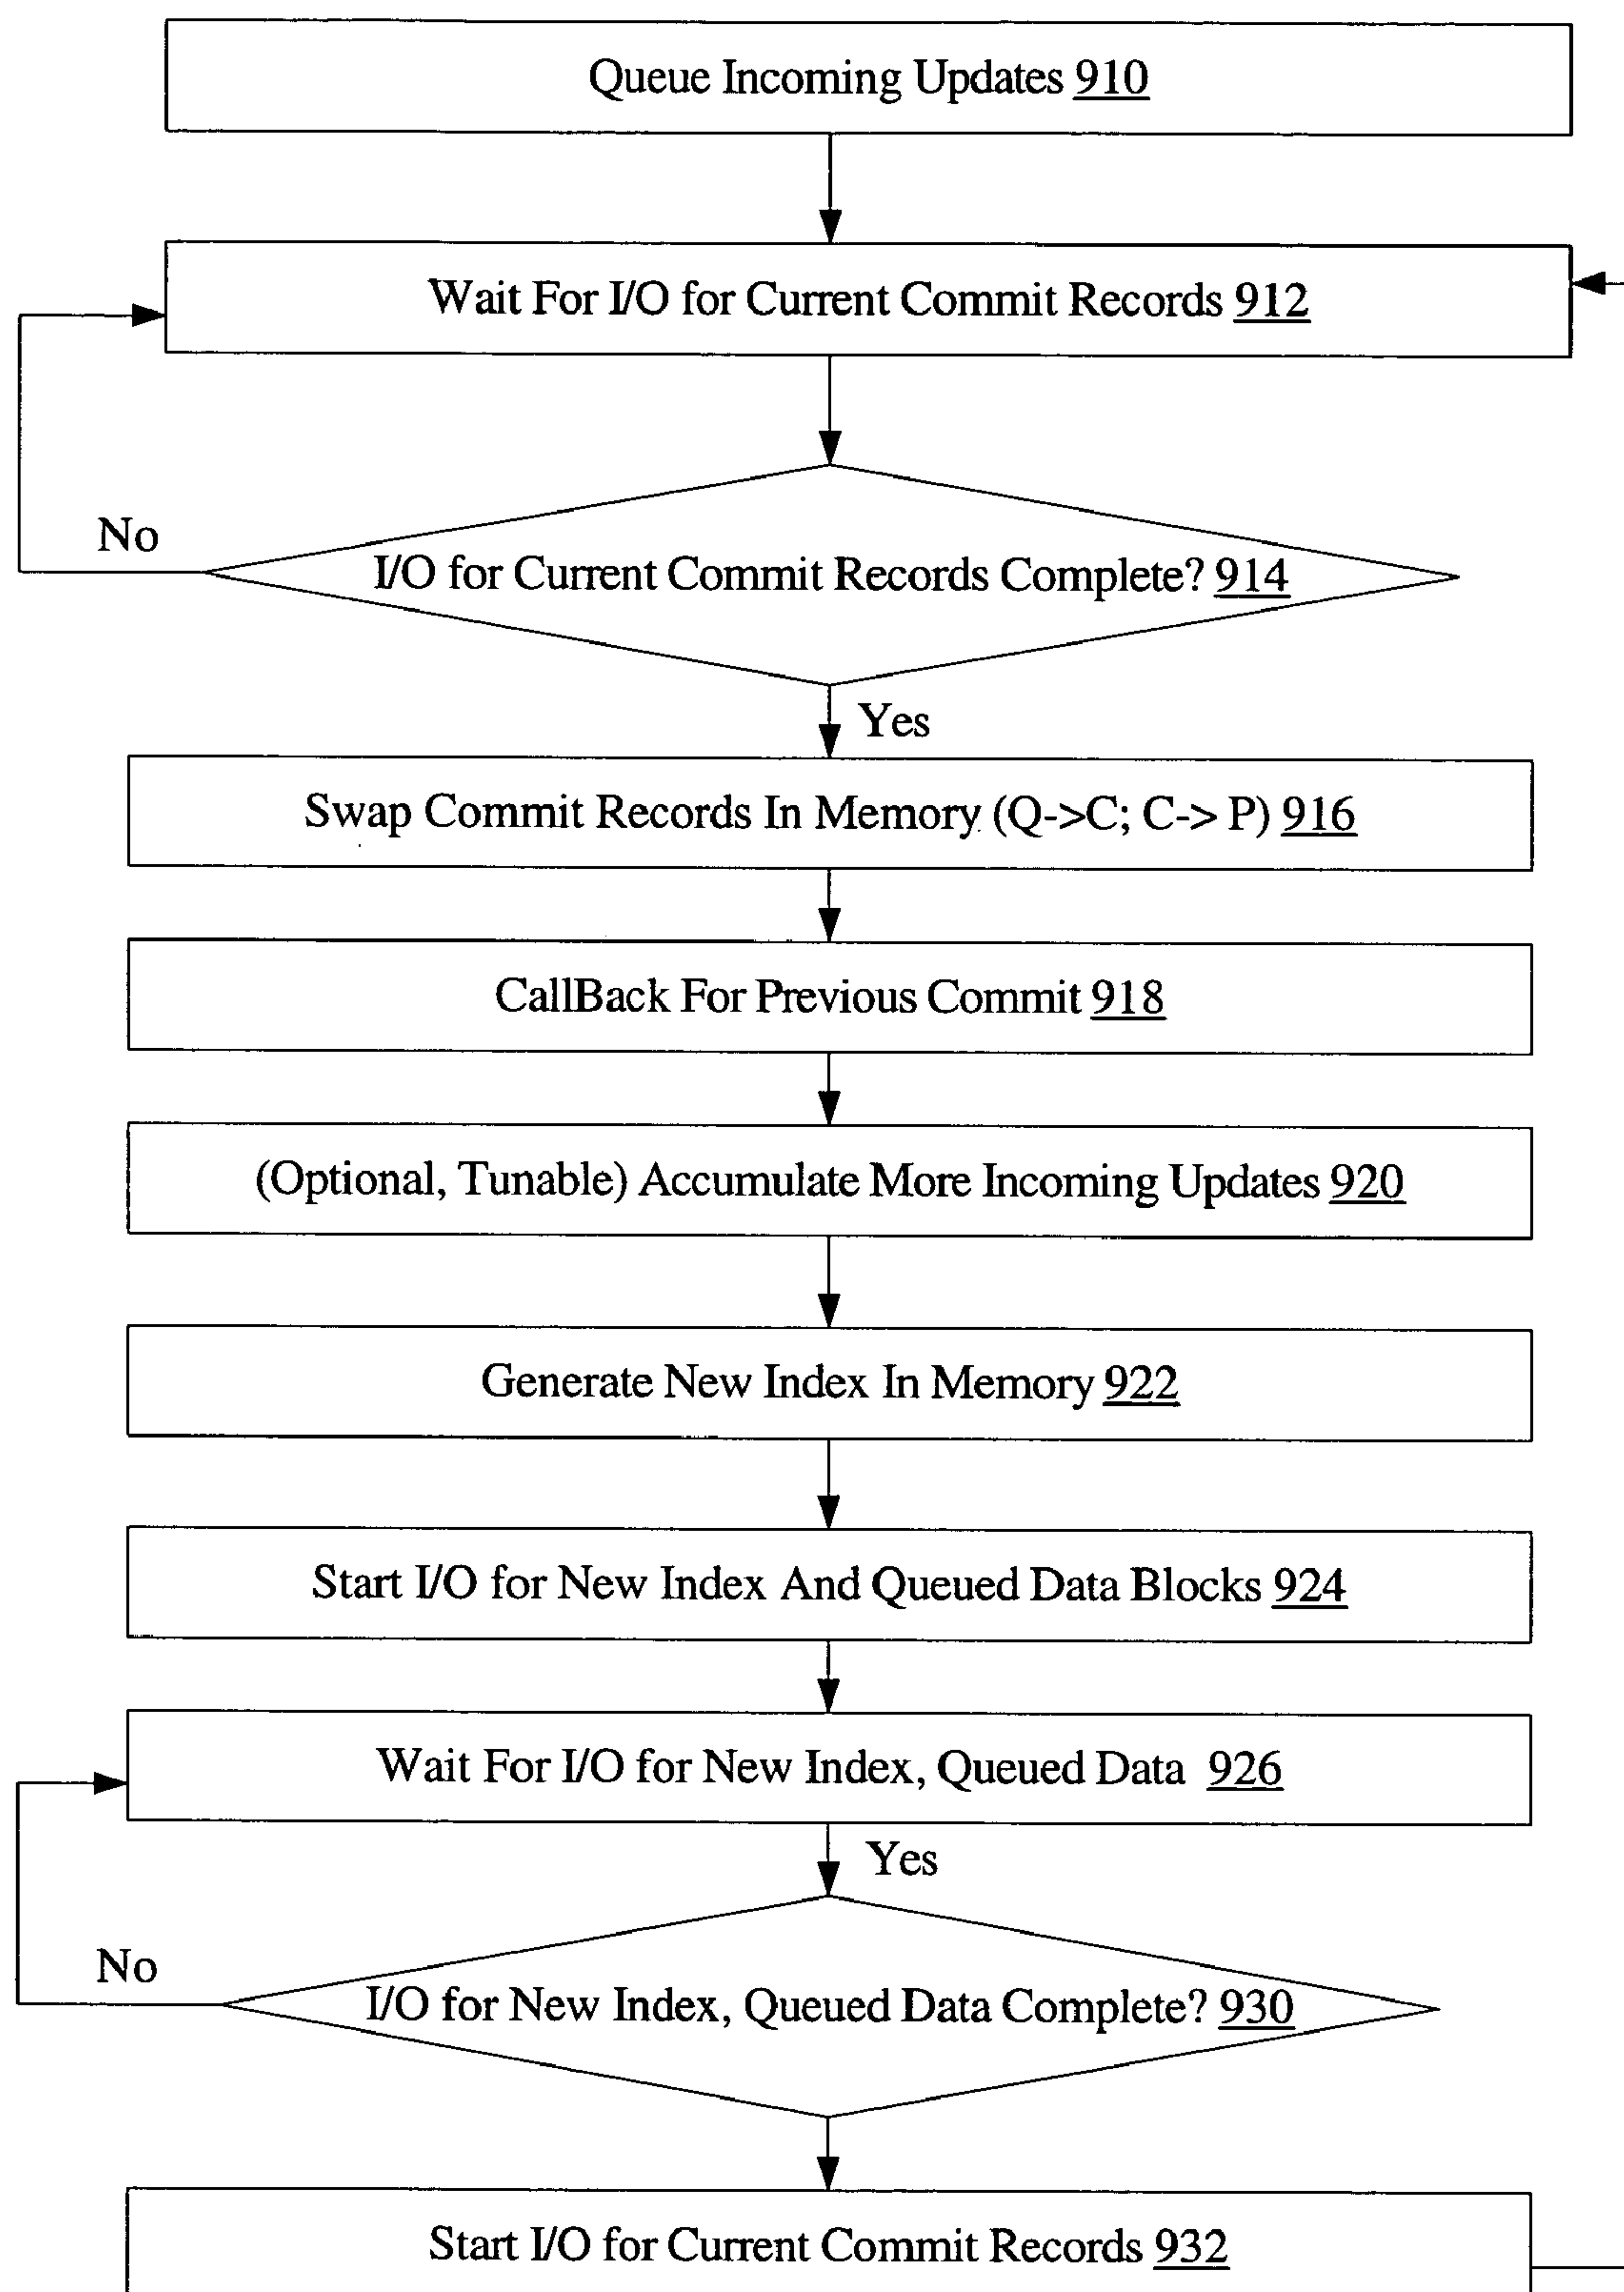 Queue Incoming Updates 910
Wait For I/O for Current Commit Records 912
No
I/O for Current Commit Records Complete? 914
Yes
Swap Commit Records In Memory (Q->C; C-> P) 916
CallBack For Previous Commit 918
(Optional, Tunable) Accumulate More Incoming Updates 920
Generate New Index In Memory 922
Start I/O for New Index And Queued Data Blocks 924
Wait For I/O for New Index, Queued Data 926
Yes
No
I/O for New Index, Queued Data Complete? 930
Start I/O for Current Commit Records 932